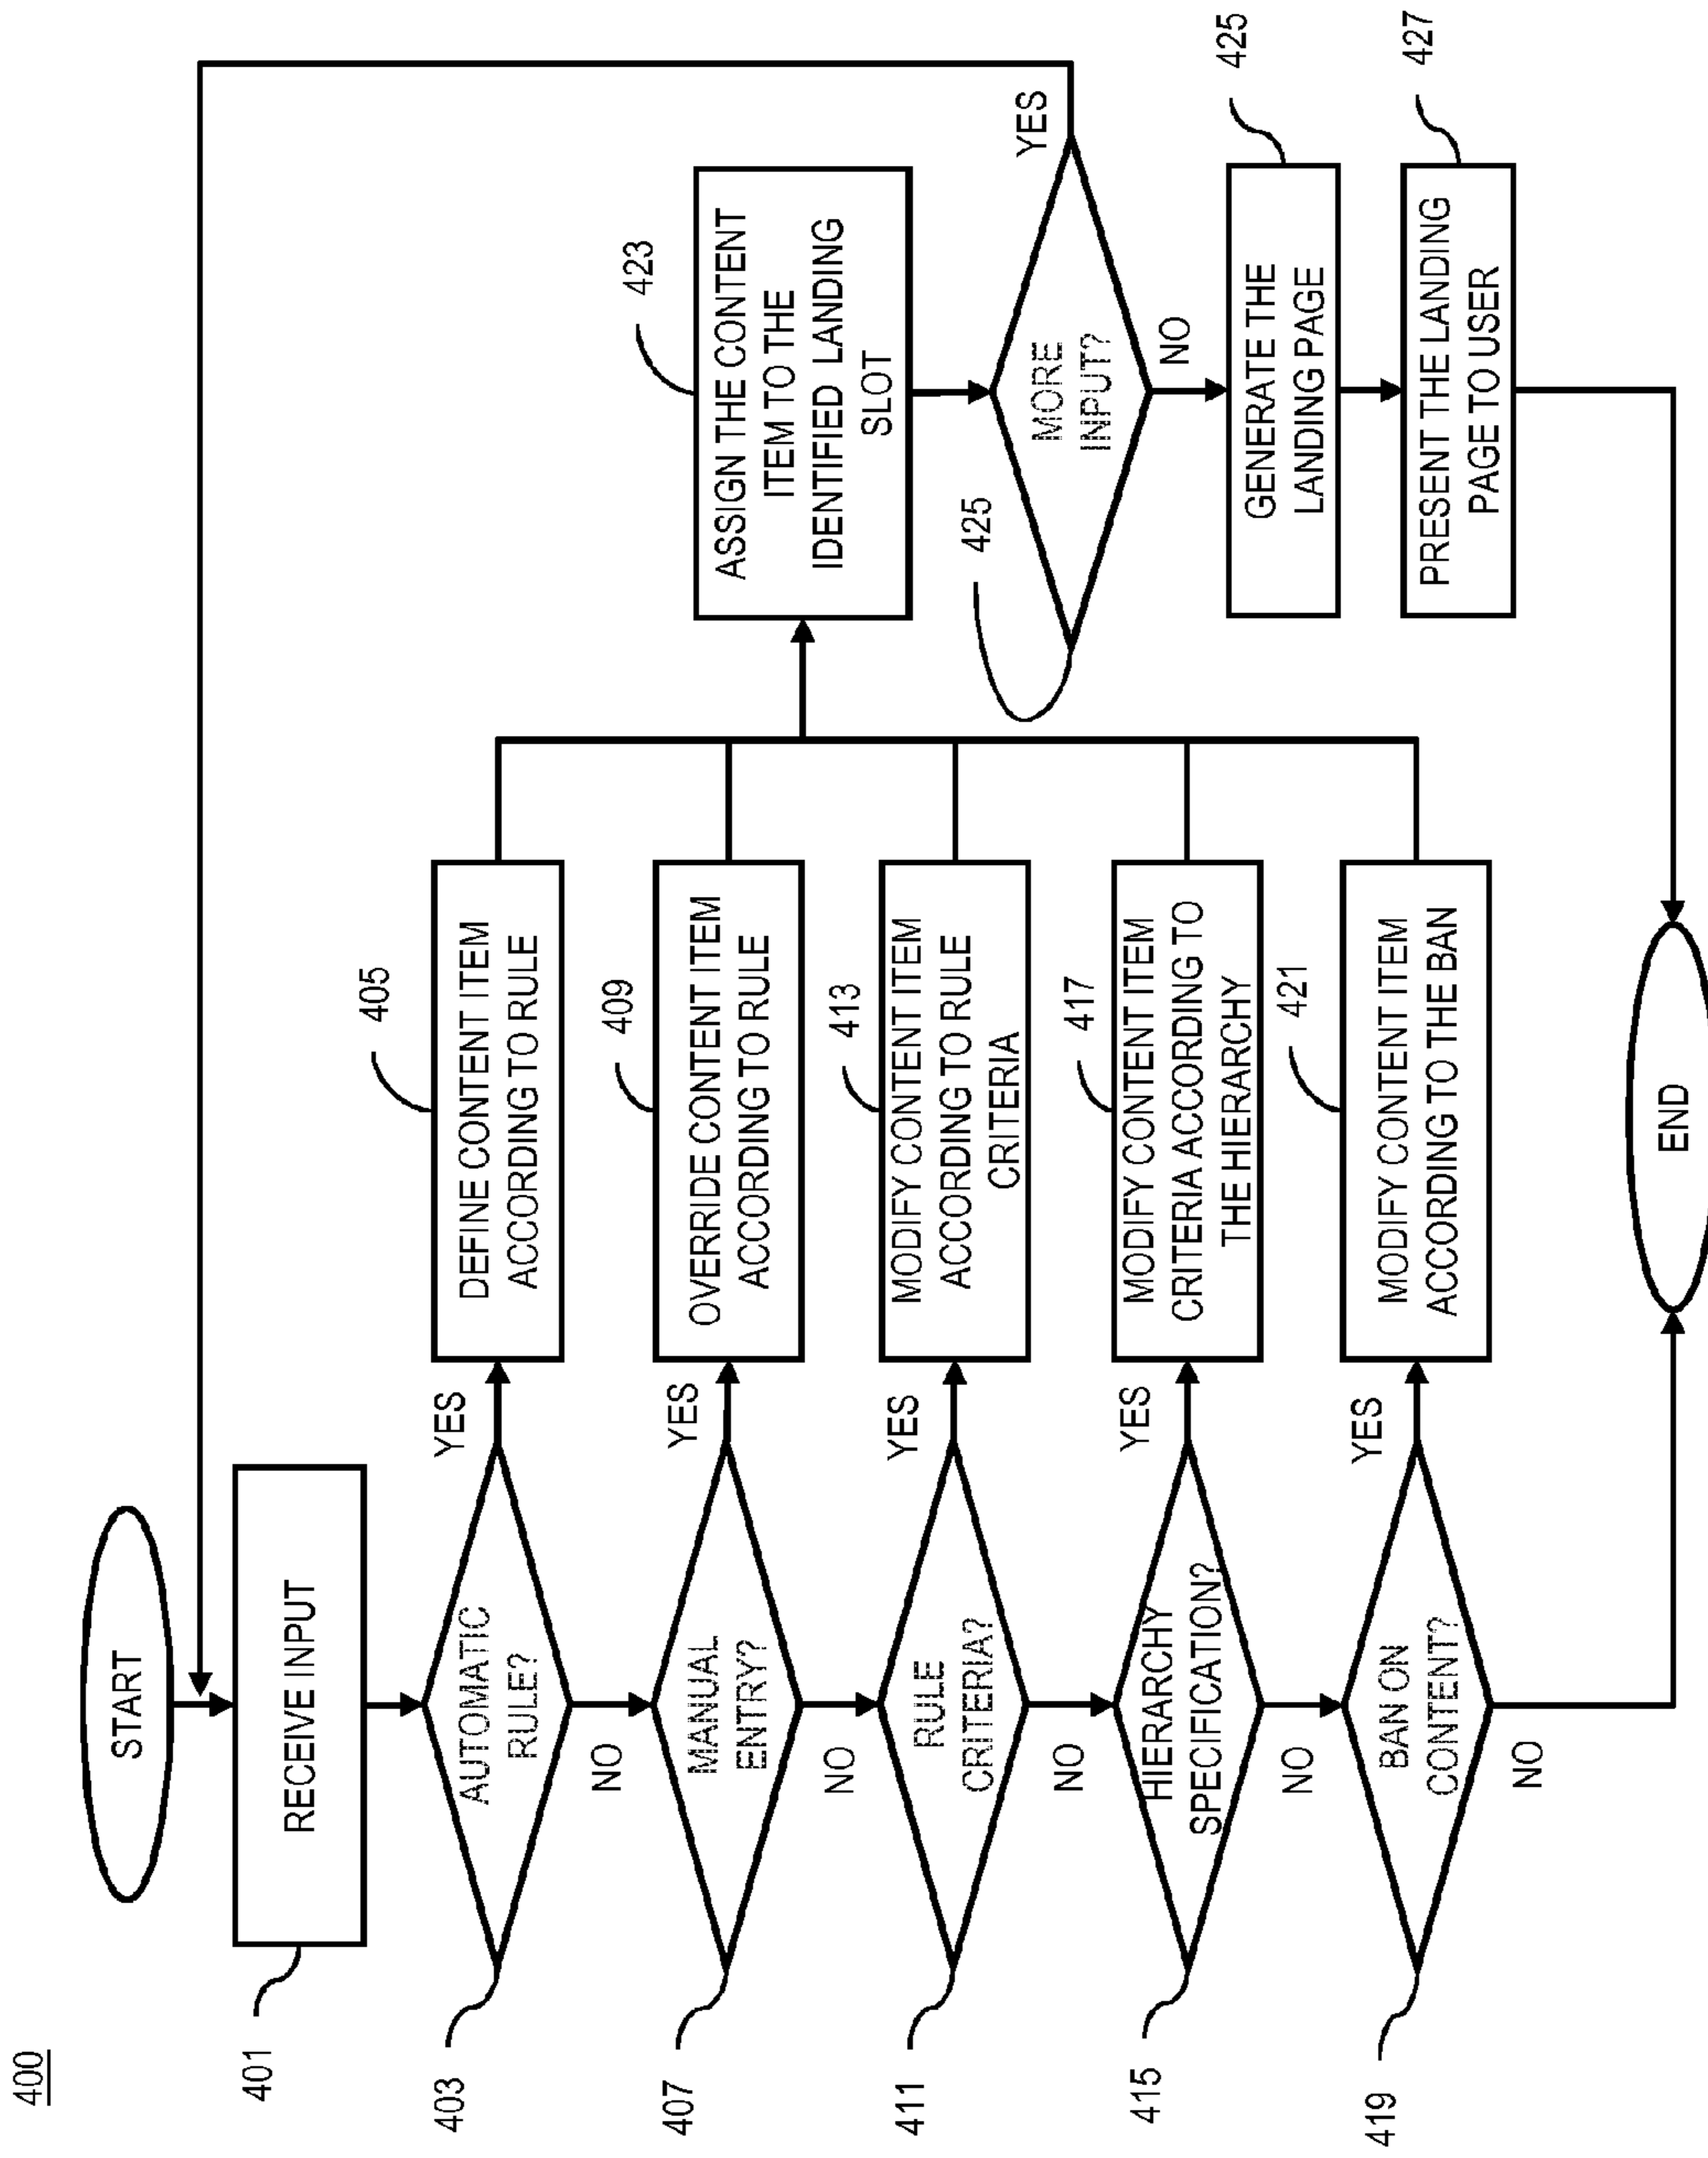 400
START
401
RECEIVE INPUT
403
AUTOMATIC
RULE?
YES
NO
405
DEFINE CONTENT ITEM
ACCORDING TO RULE
407
MANUAL
ENTRY?
YES
NO
409
OVERRIDE CONTENT ITEM
ACCORDING TO RULE
411
RULE
CRITERIA?
YES
NO
413
MODIFY CONTENT ITEM
ACCORDING TO RULE
CRITERIA
415
HIERARCHY
SPECIFICATION?
YES
NO
417
MODIFY CONTENT ITEM
CRITERIA ACCORDING TO
THE HIERARCHY
419
BAN ON
CONTENT?
YES
NO
421
MODIFY CONTENT ITEM
ACCORDING TO THE BAN
423
ASSIGN THE CONTENT
ITEM TO THE
IDENTIFIED LANDING
SLOT
425
MORE
INPUT?
YES
NO
425
GENERATE THE
LANDING PAGE
427
PRESENT THE LANDING
PAGE TO USER
END